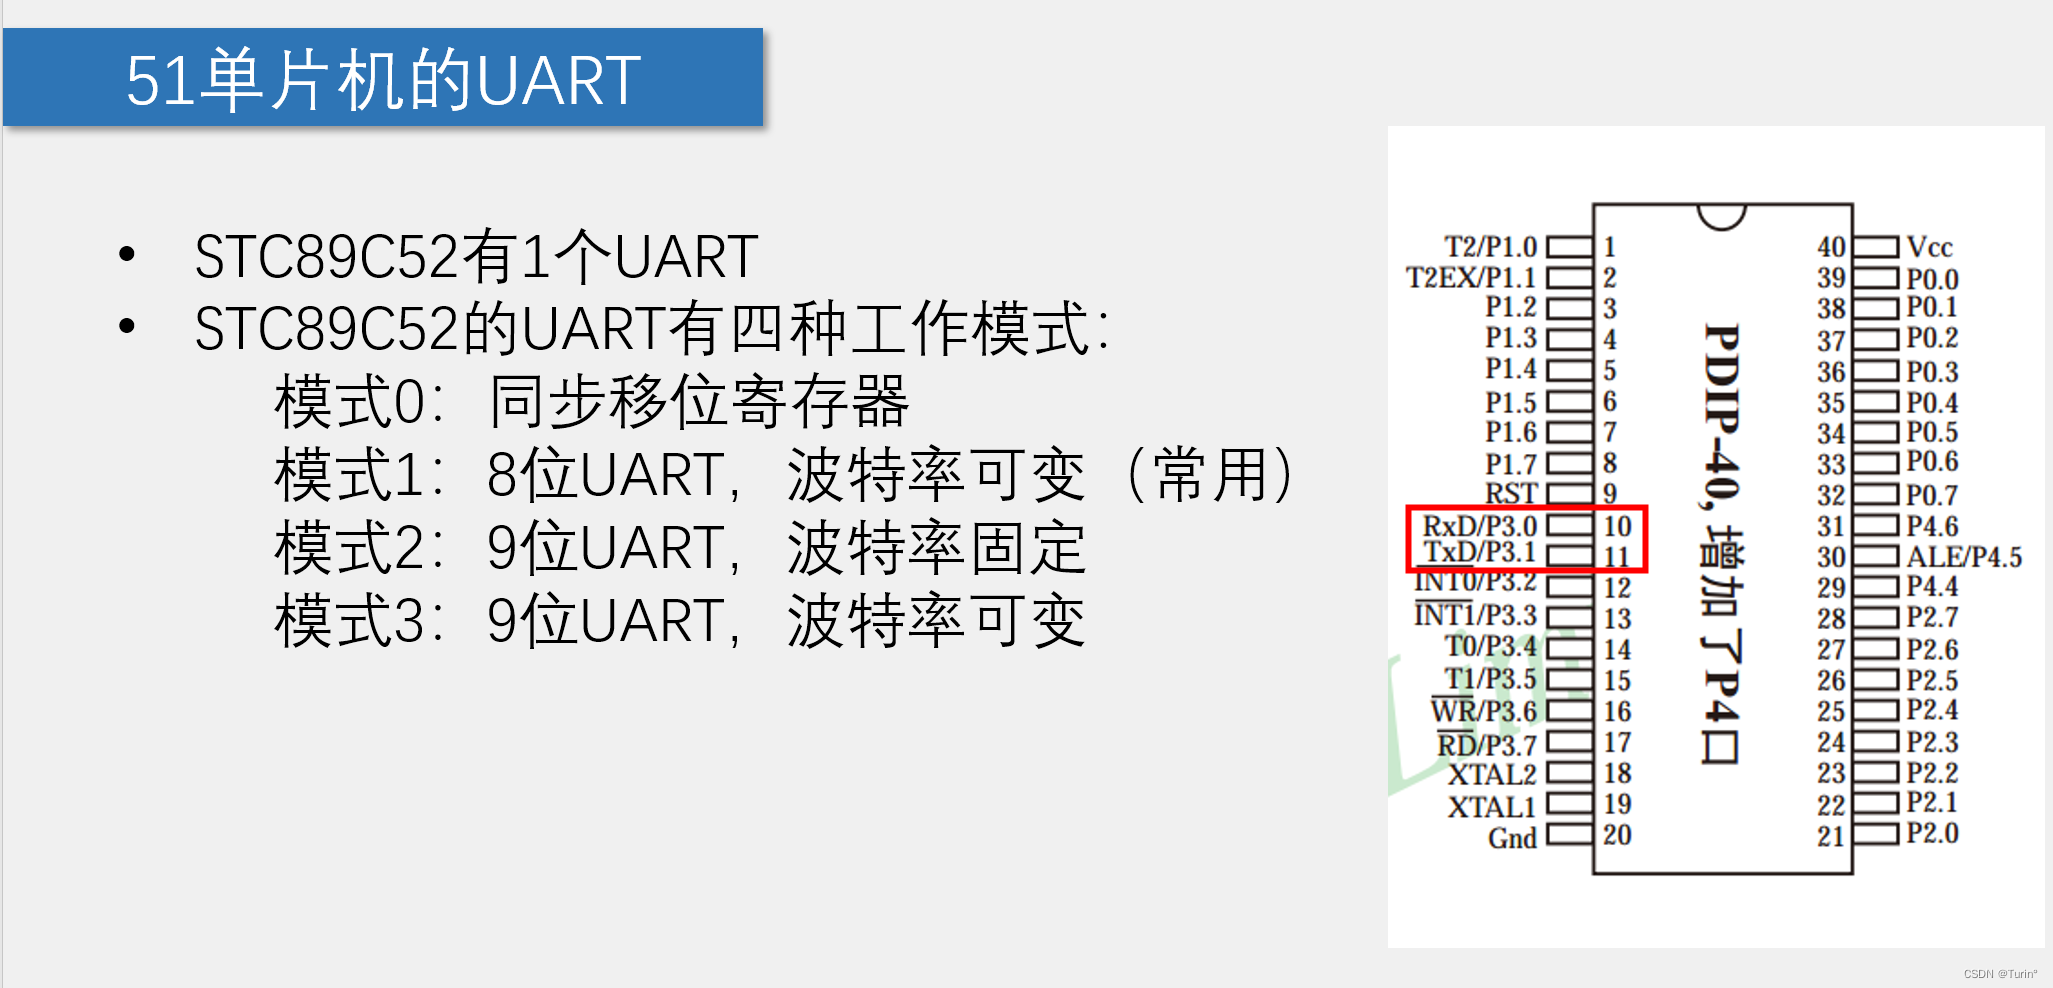 51单片机的UART
• STC89C52有1个UART
• STC89C52的UART有四种工作模式：
模式0：同步移位寄存器
模式1：8位UART，波特率可变（常用）
模式2：9位UART，波特率固定
模式3：9位UART，波特率可变
T2/P1.0 1 40 Vcc
T2EX/P1.1 2 39 P0.0
P1.2 3 38 P0.1
P1.3 4 37 P0.2
P1.4 5 36 P0.3
P1.5 6 35 P0.4
P1.6 7 34 P0.5
P1.7 8 33 P0.6
RST 9 32 P0.7
RxD/P3.0 10 31 P4.6
TxD/P3.1 11 30 ALE/P4.5
INT0/P3.2 12 29 P4.4
INT1/P3.3 13 28 P2.7
T0/P3.4 14 27 P2.6
T1/P3.5 15 26 P2.5
WR/P3.6 16 25 P2.4
RD/P3.7 17 24 P2.3
XTAL2 18 23 P2.2
XTAL1 19 22 P2.1
Gnd 20 21 P2.0
PDIP-40, 增加了P4口
Lim
CSDN @Turin°